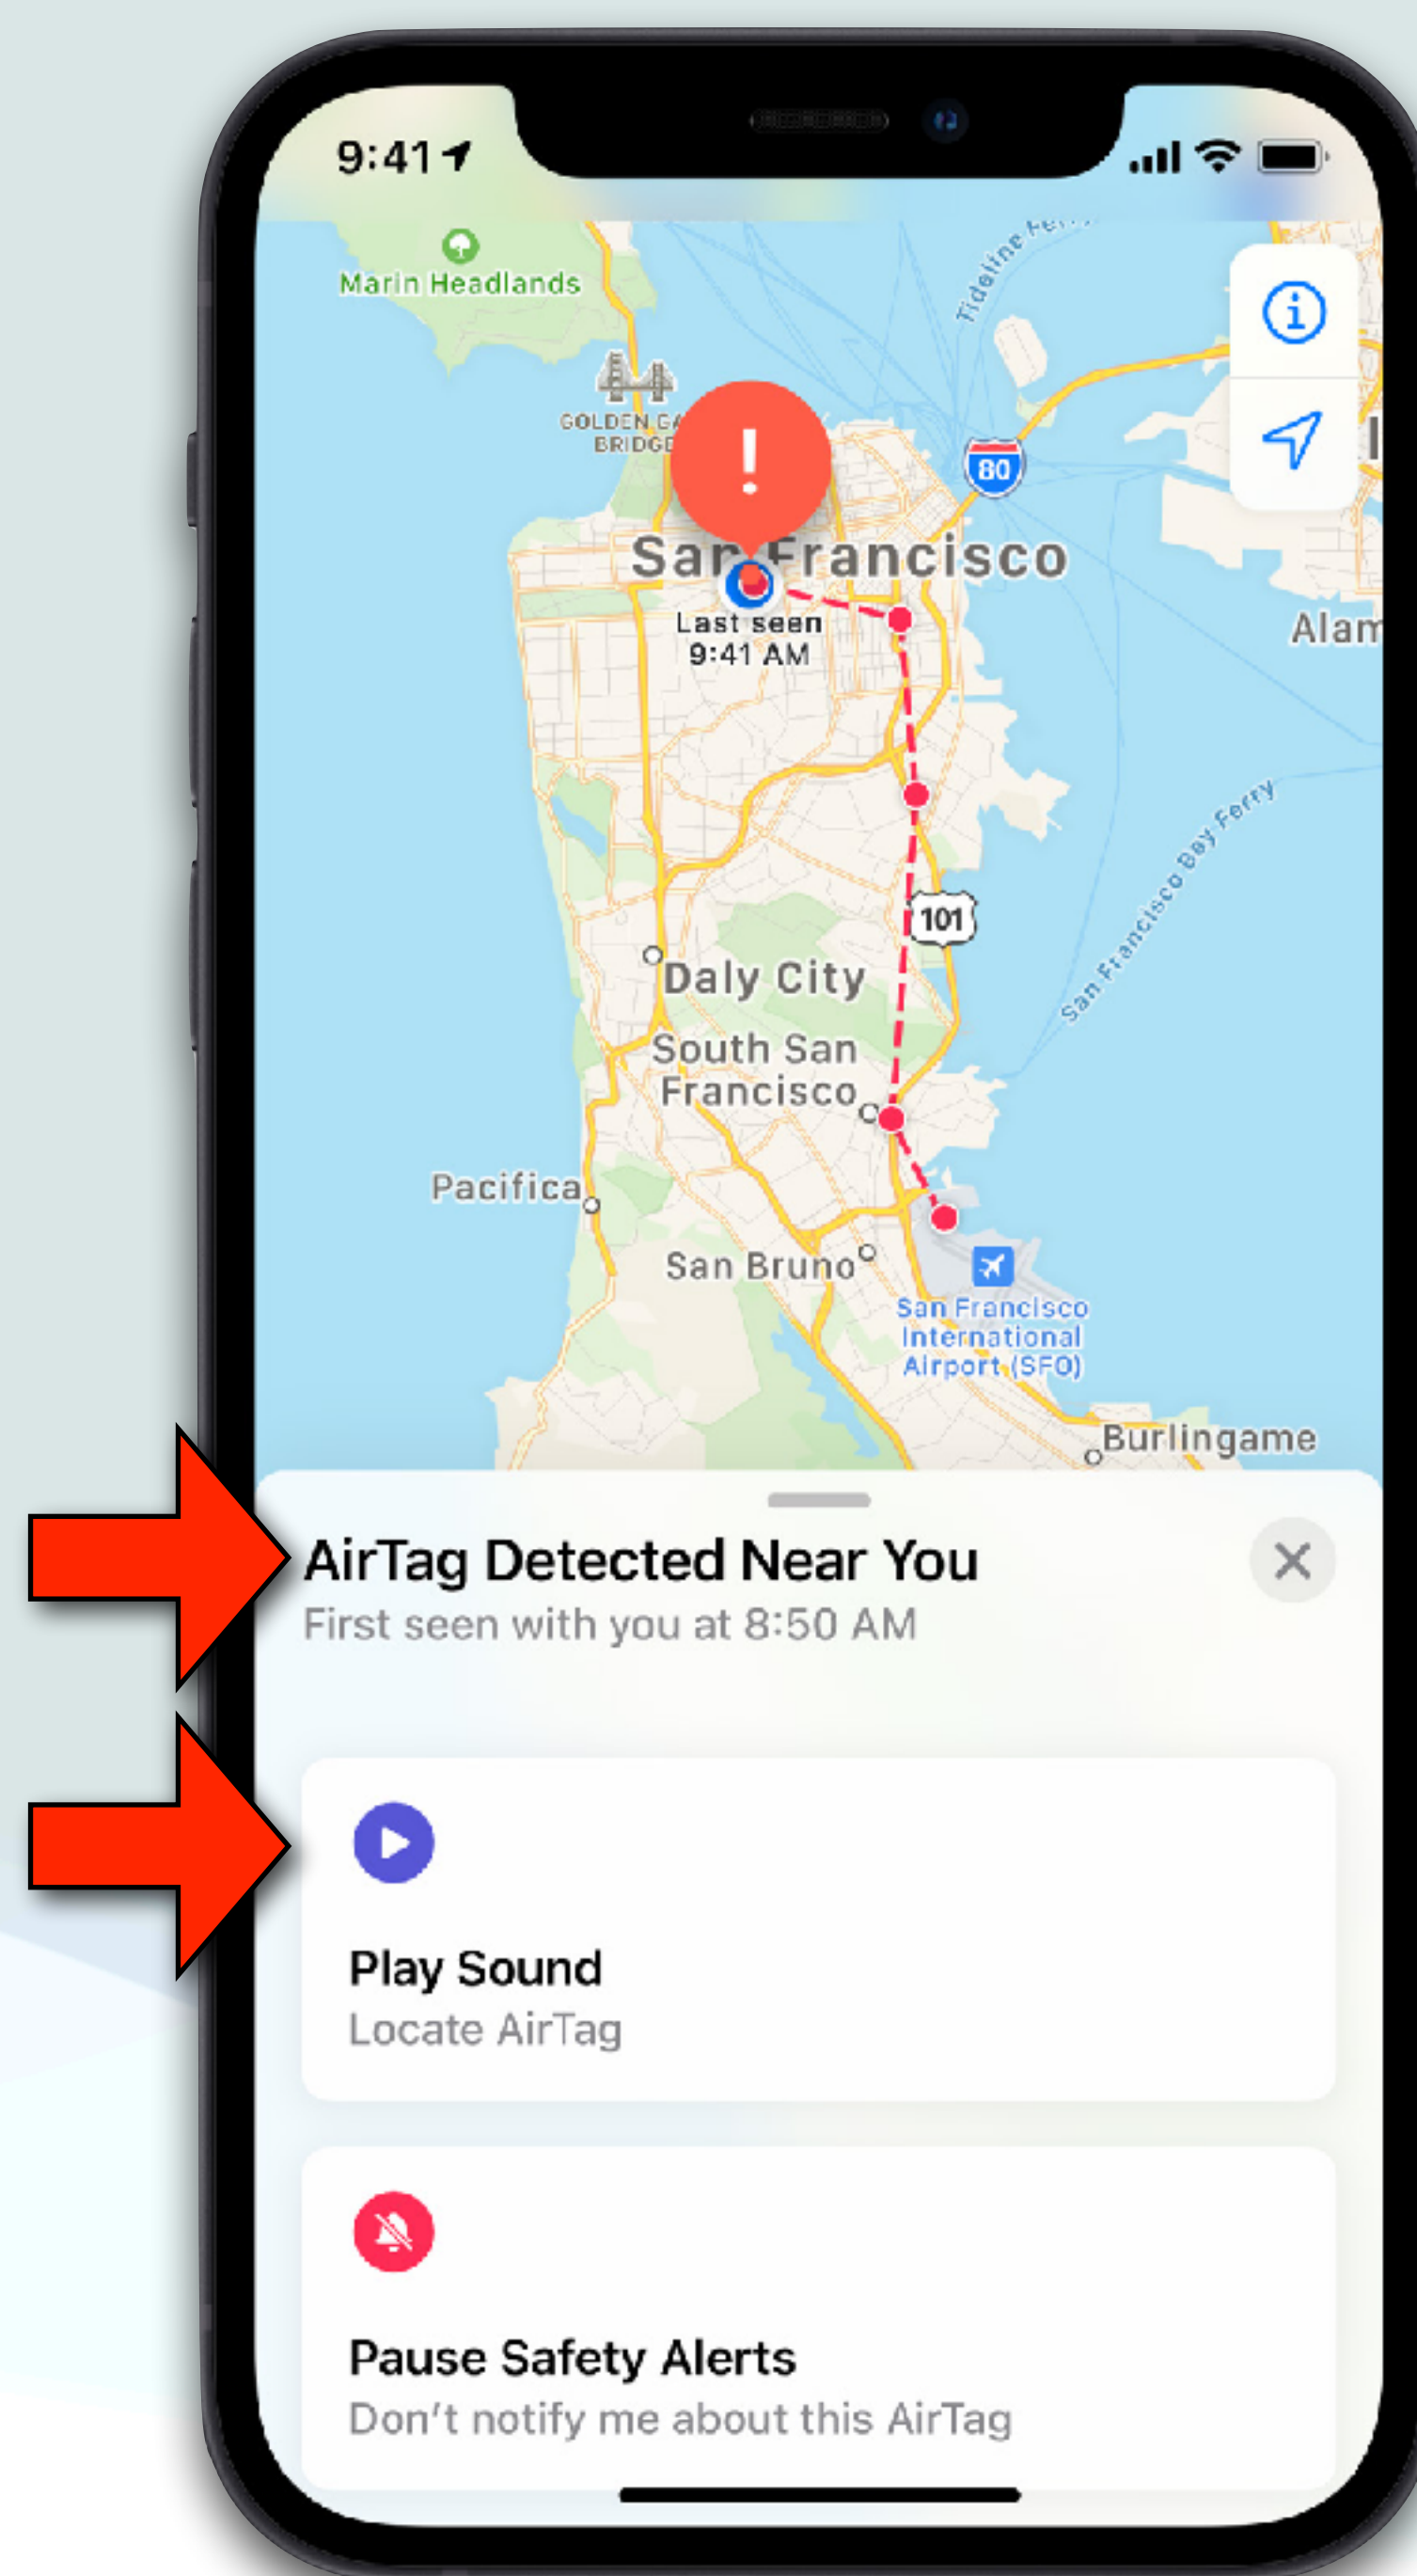 9:41
Marin Headlands
GOLDEN GA
BRIDGE
80
San Francisco
Last seen
9:41 AM
Alam
San Francisco Bay Ferry
101
Daly City
South San
Francisco
Pacifica
San Bruno
San Francisco
International
Airport (SFO)
Burlingame
AirTag Detected Near You
First seen with you at 8:50 AM
Play Sound
Locate AirTag
Pause Safety Alerts
Don't notify me about this AirTag